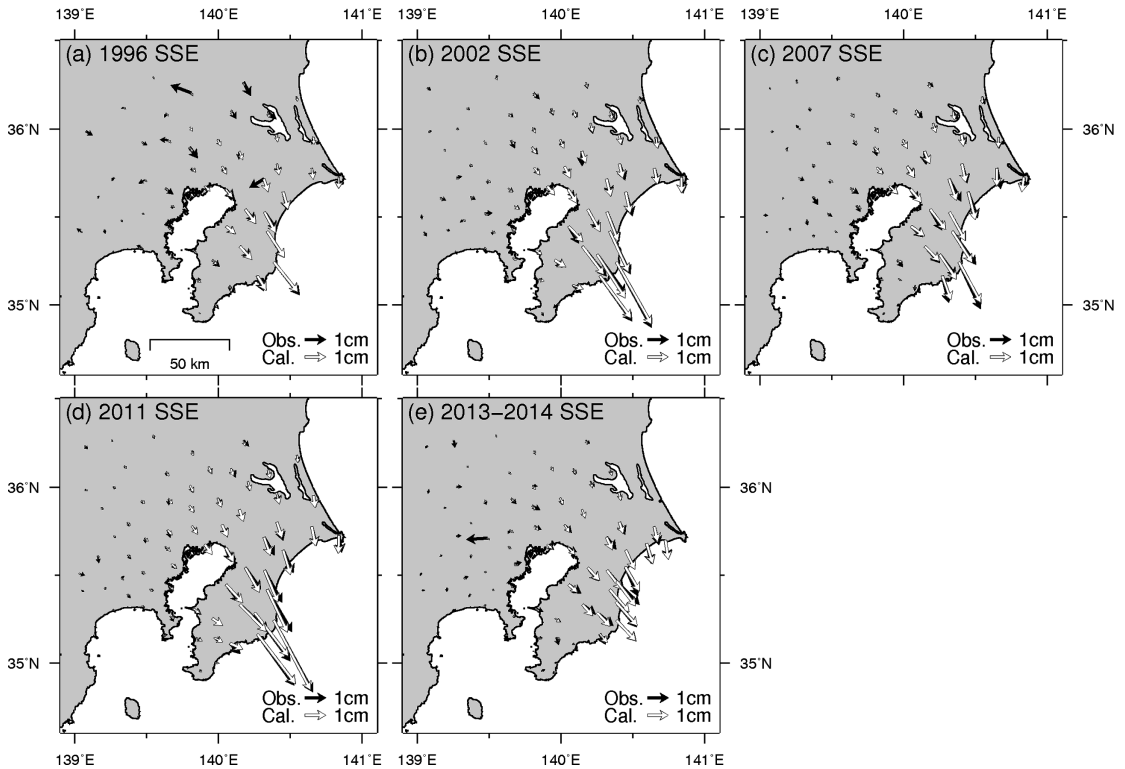 139˚E 140˚E 141˚E 139˚E 140˚E 141˚E 139˚E 140˚E 141˚E
(a) 1996 SSE (b) 2002 SSE (c) 2007 SSE
36˚N 36˚N
35˚N 35˚N
Obs. 1cm Obs. 1cm Obs. 1cm
Cal. 1cm Cal. 1cm Cal. 1cm
50 km
(d) 2011 SSE (e) 2013–2014 SSE
36˚N 36˚N
35˚N 35˚N
Obs. 1cm Obs. 1cm
Cal. 1cm Cal. 1cm
139˚E 140˚E 141˚E 139˚E 140˚E 141˚E